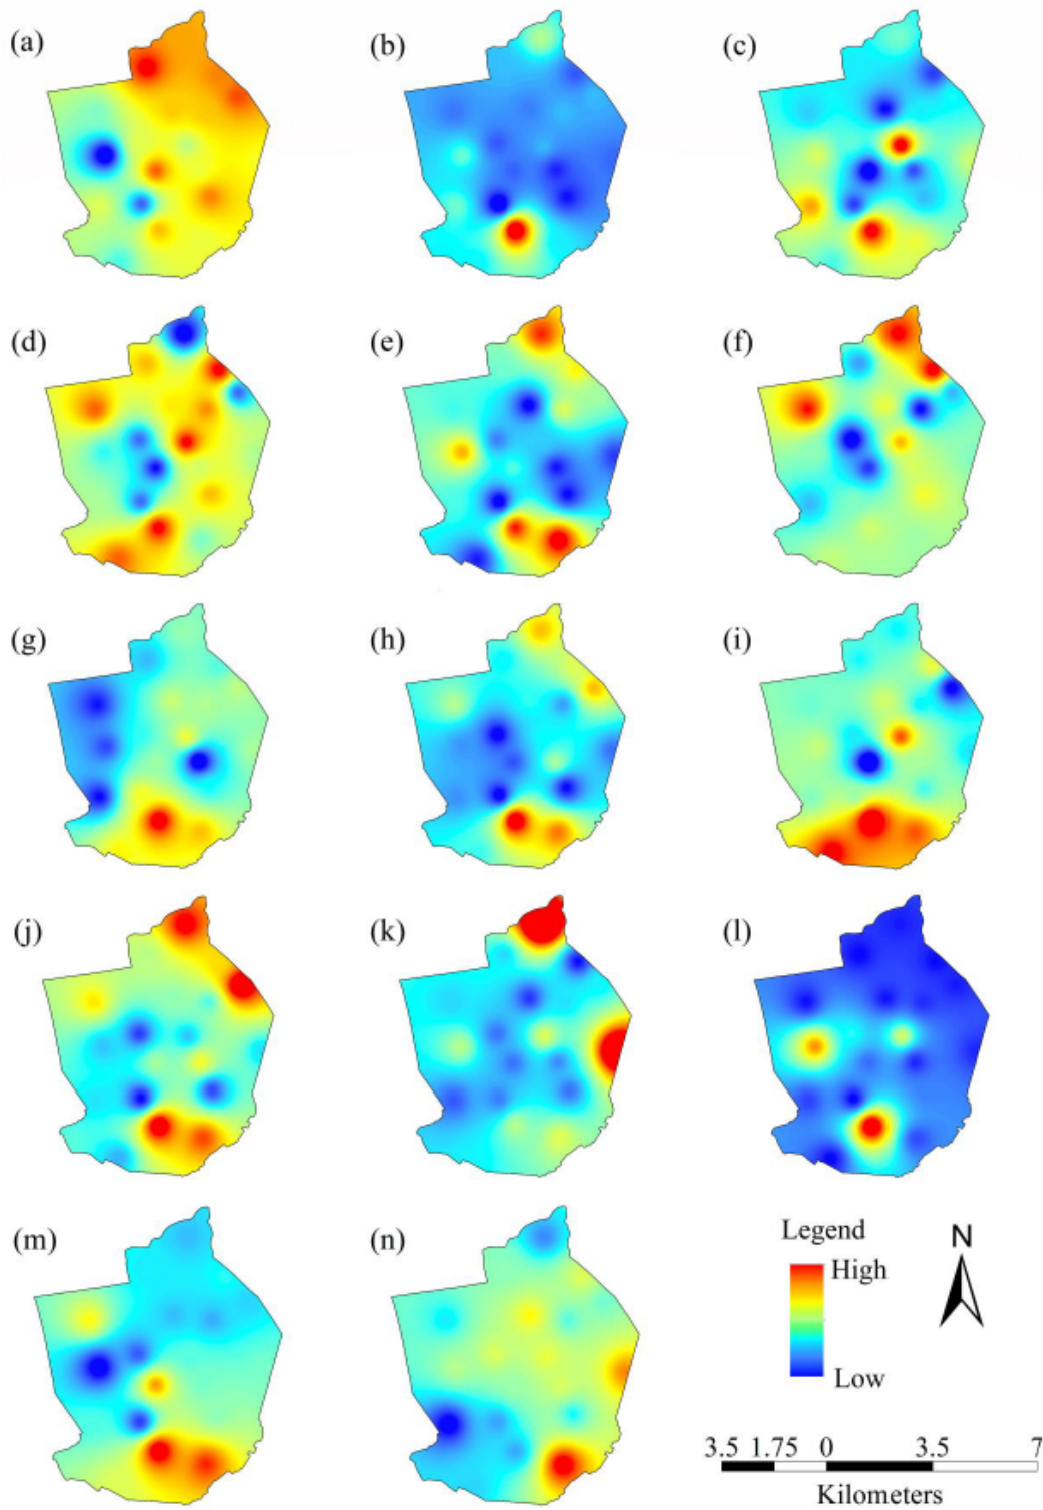 (a)
(b)
(c)
(d)
(e)
(f)
(g)
(h)
(i)
(j)
(k)
(l)
(m)
(n)
Legend
High
Low
N
3.5 1.75 0 3.5 7
Kilometers